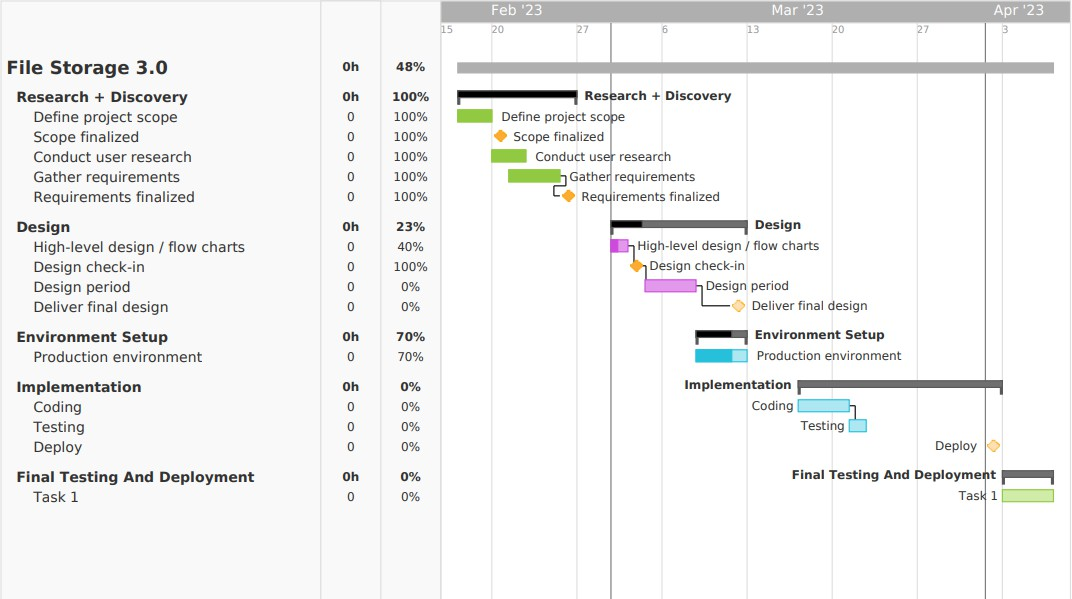 Feb '23 Mar '23 Apr '23
15 20 27 6 13 20 27 3
File Storage 3.0 0h 48%
Research + Discovery 0h 100% Research + Discovery
Define project scope 0 100% Define project scope
Scope finalized 0 100% Scope finalized
Conduct user research 0 100% Conduct user research
Gather requirements 0 100% Gather requirements
Requirements finalized 0 100% Requirements finalized
Design 0h 23% Design
High-level design / flow charts 0 40% High-level design / flow charts
Design check-in 0 100% Design check-in
Design period 0 0% Design period
Deliver final design 0 0% Deliver final design
Environment Setup 0h 70% Environment Setup
Production environment 0 70% Production environment
Implementation 0h 0% Implementation
Coding 0 0% Coding
Testing 0 0% Testing
Deploy 0 0% Deploy
Final Testing And Deployment 0h 0% Final Testing And Deployment
Task 1 0 0% Task 1